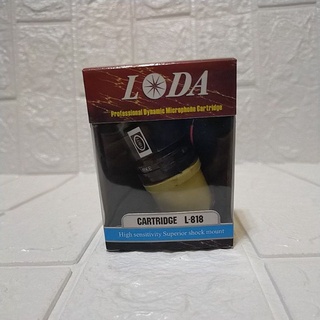 LODA
Professional Dynamic Microphone Cartridge
CARTRIDGE L-818
High sensitivity Superior shock mount